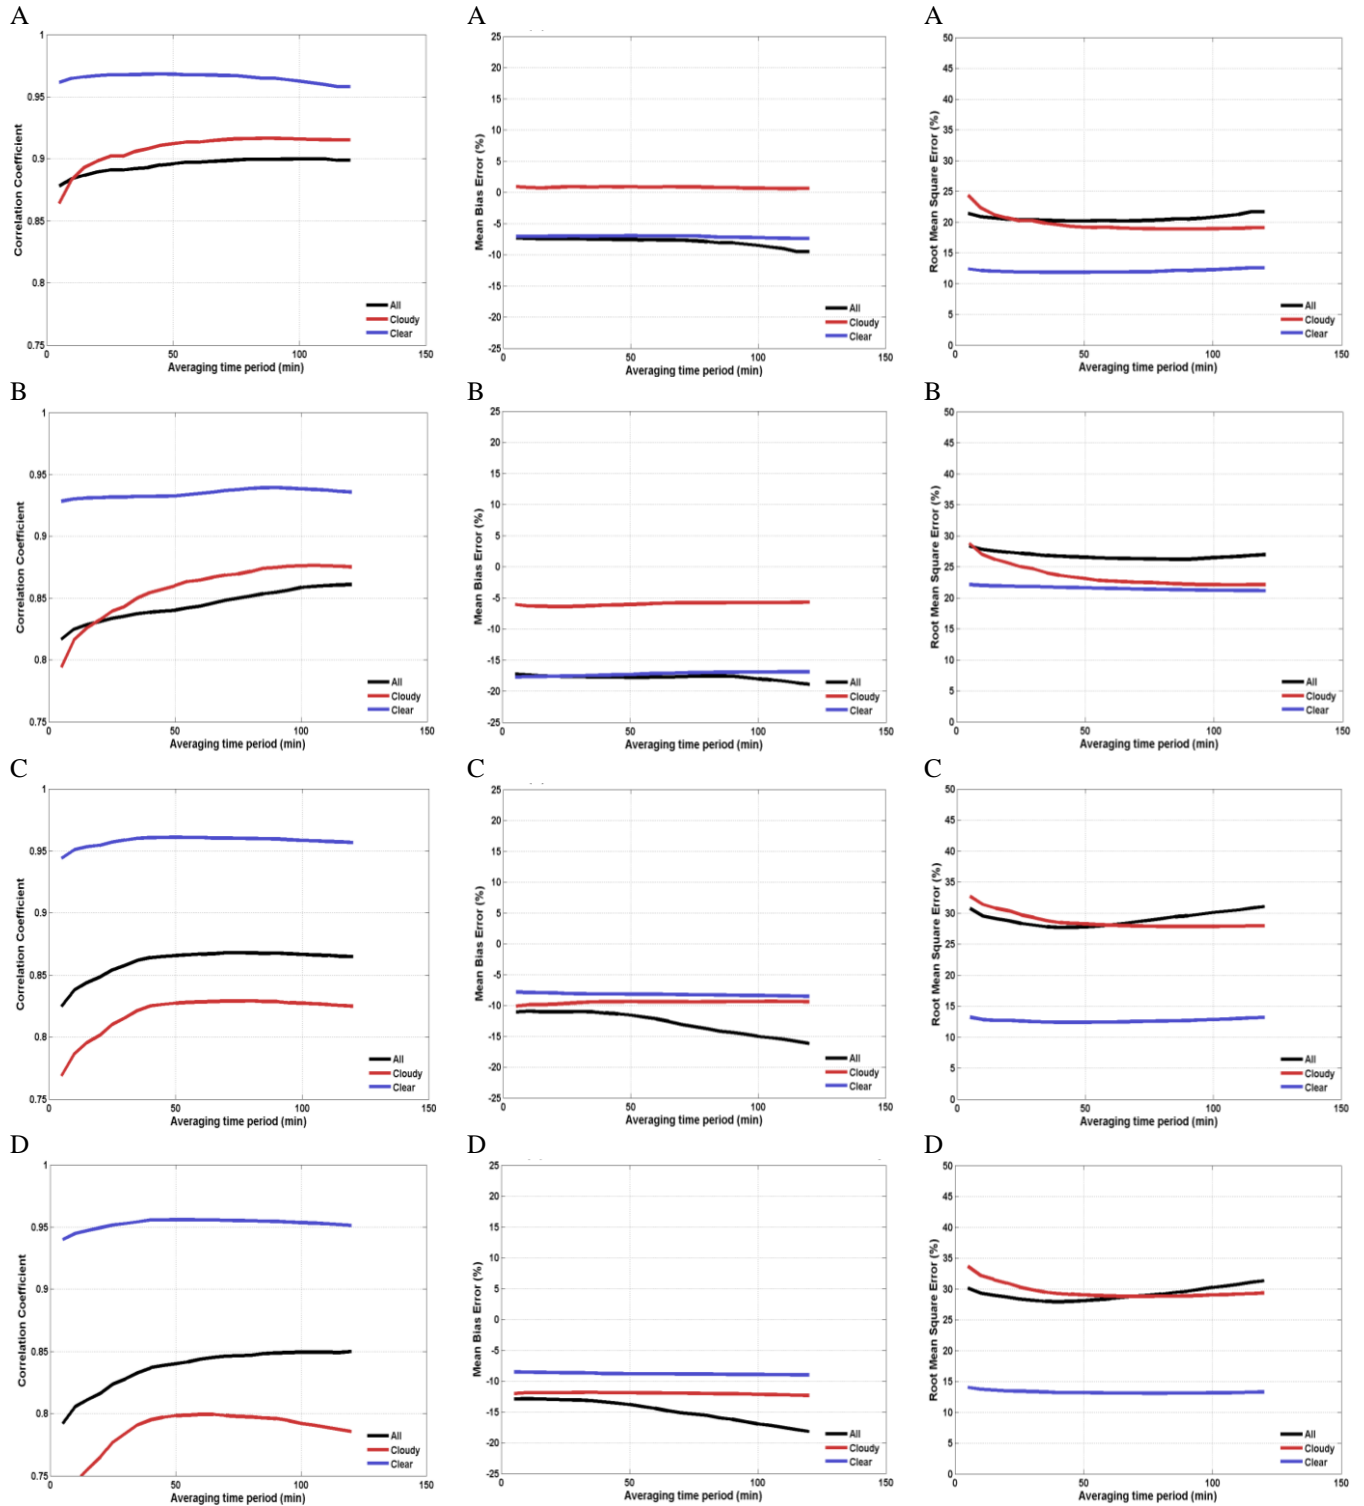 A A A
1
0.95
0.9
0.85
0.8
0.75
Correlation Coefficient
0 50 100 150
Averaging time period (min)
All
Cloudy
Clear
25
20
15
10
5
0
-5
-10
-15
-20
-25
Mean Bias Error (%)
0 50 100 150
Averaging time period (min)
All
Cloudy
Clear
50
45
40
35
30
25
20
15
10
5
0
Root Mean Square Error (%)
0 50 100 150
Averaging time period (min)
All
Cloudy
Clear
B B B
1
0.95
0.9
0.85
0.8
0.75
Correlation Coefficient
0 50 100 150
Averaging time period (min)
All
Cloudy
Clear
25
20
15
10
5
0
-5
-10
-15
-20
-25
Mean Bias Error (%)
0 50 100 150
Averaging time period (min)
All
Cloudy
Clear
50
45
40
35
30
25
20
15
10
5
0
Root Mean Square Error (%)
0 50 100 150
Averaging time period (min)
All
Cloudy
Clear
C C C
1
0.95
0.9
0.85
0.8
0.75
Correlation Coefficient
0 50 100 150
Averaging time period (min)
All
Cloudy
Clear
25
20
15
10
5
0
-5
-10
-15
-20
-25
Mean Bias Error (%)
0 50 100 150
Averaging time period (min)
All
Cloudy
Clear
50
45
40
35
30
25
20
15
10
5
0
Root Mean Square Error (%)
0 50 100 150
Averaging time period (min)
All
Cloudy
Clear
D D D
1
0.95
0.9
0.85
0.8
0.75
Correlation Coefficient
0 50 100 150
Averaging time period (min)
All
Cloudy
Clear
25
20
15
10
5
0
-5
-10
-15
-20
-25
Mean Bias Error (%)
0 50 100 150
Averaging time period (min)
All
Cloudy
Clear
50
45
40
35
30
25
20
15
10
5
0
Root Mean Square Error (%)
0 50 100 150
Averaging time period (min)
All
Cloudy
Clear